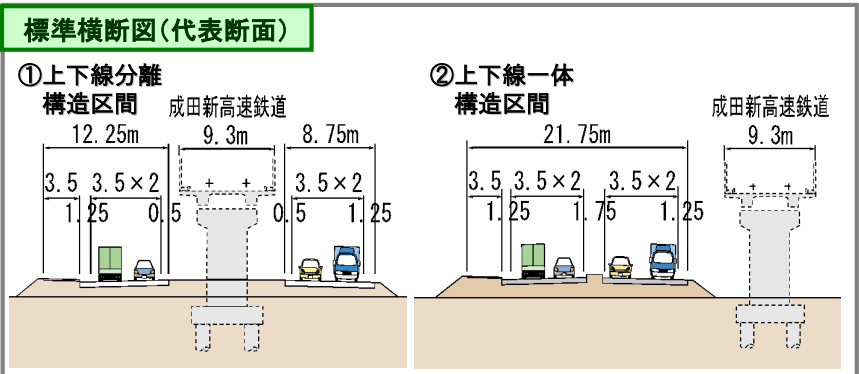 標準横断図(代表断面)
①上下線分離
構造区間
成田新高速鉄道
12.25m
9.3m
8.75m
3.5
3.5×2
3.5×2
1.25
0.5
0.5
1.25
②上下線一体
構造区間
成田新高速鉄道
21.75m
9.3m
3.5
3.5×2
3.5×2
1.25
1.75
1.25